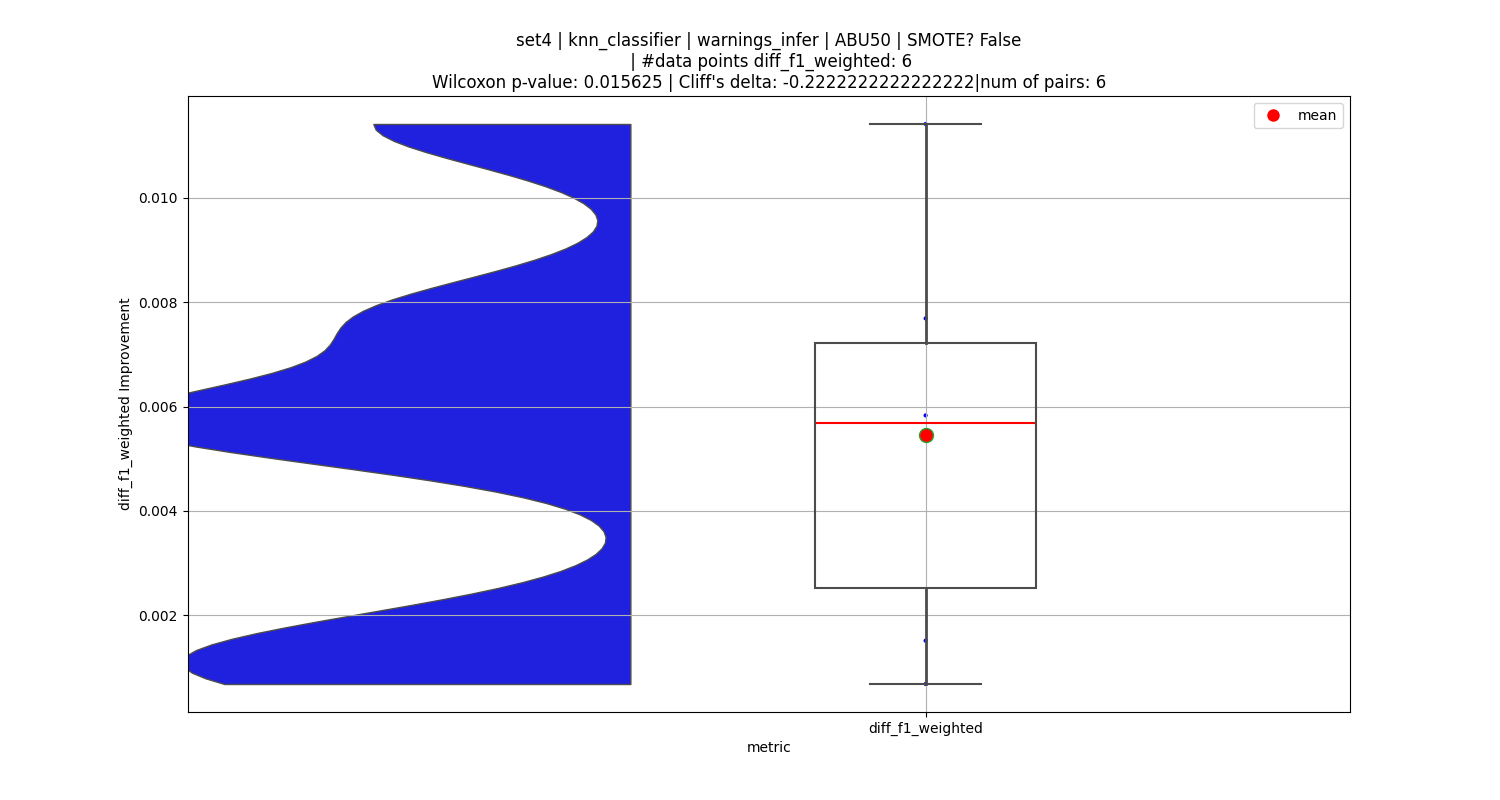 set4 | knn_classifier | warnings_infer | ABU50 | SMOTE? False
| #data points diff_f1_weighted: 6
Wilcoxon p-value: 0.015625 | Cliff's delta: -0.2222222222222222|num of pairs: 6
mean
0.010
0.008
0.006
0.004
0.002
diff_f1_weighted Improvement
diff_f1_weighted
metric